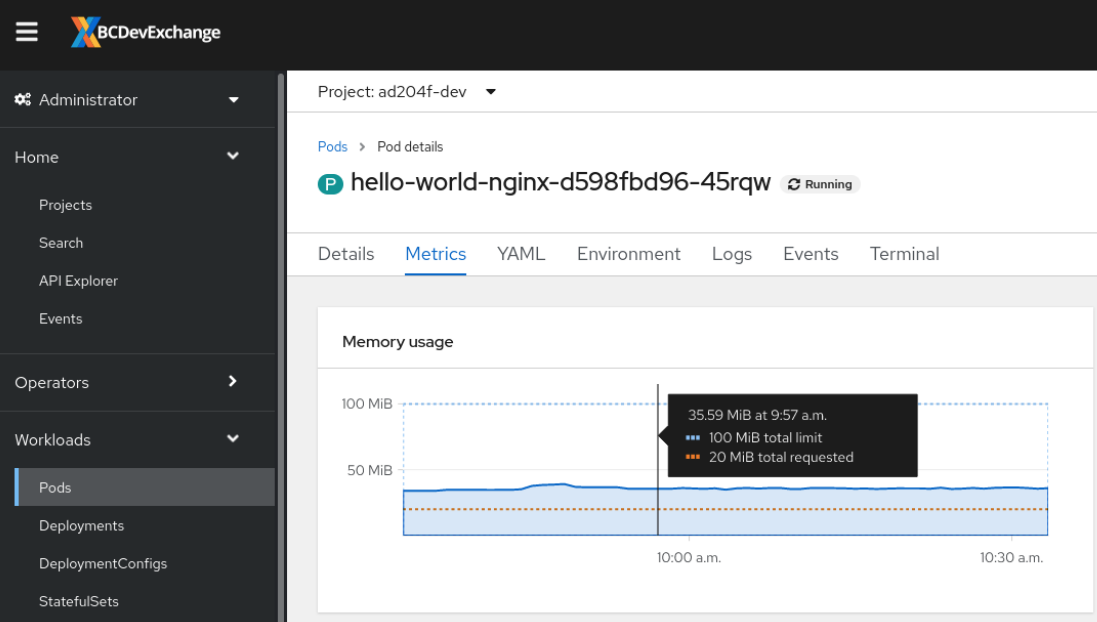 BCDevExchange
Administrator
Home
Projects
Search
API Explorer
Events
Operators
Workloads
Pods
Deployments
DeploymentConfigs
StatefulSets
Project: ad204f-dev
Pods > Pod details
P hello-world-nginx-d598fbd96-45rqw Running
Details Metrics YAML Environment Logs Events Terminal
Memory usage
100 MiB
50 MiB
35.59 MiB at 9:57 a.m.
100 MiB total limit
20 MiB total requested
10:00 a.m. 10:30 a.m.